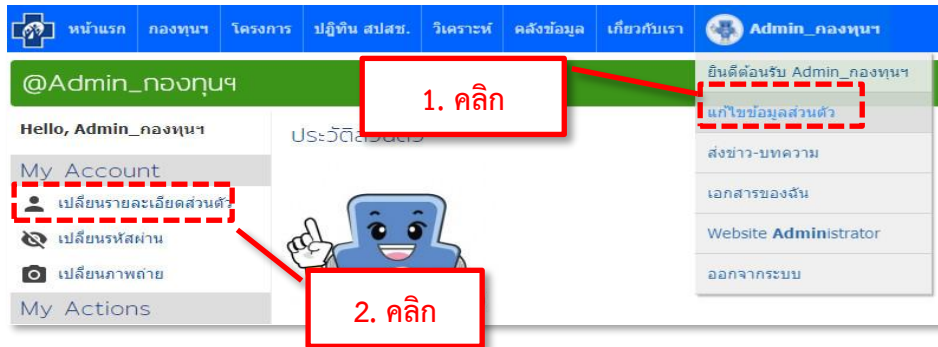 หน้าแรก กองทุนฯ โครงการ ปฏิทิน สปสช. วิเคราะห์ คลังข้อมูล เกี่ยวกับเรา Admin_กองทุนฯ
@Admin_กองทุนฯ
1. คลิก
ยินดีต้อนรับ Admin_กองทุนฯ
แก้ไขข้อมูลส่วนตัว
ส่งข่าว-บทความ
เอกสารของฉัน
Website Administrator
ออกจากระบบ
Hello, Admin_กองทุนฯ
ประวัติส่วนตัว
My Account
เปลี่ยนรายละเอียดส่วนตัว
เปลี่ยนรหัสผ่าน
เปลี่ยนภาพถ่าย
My Actions
2. คลิก